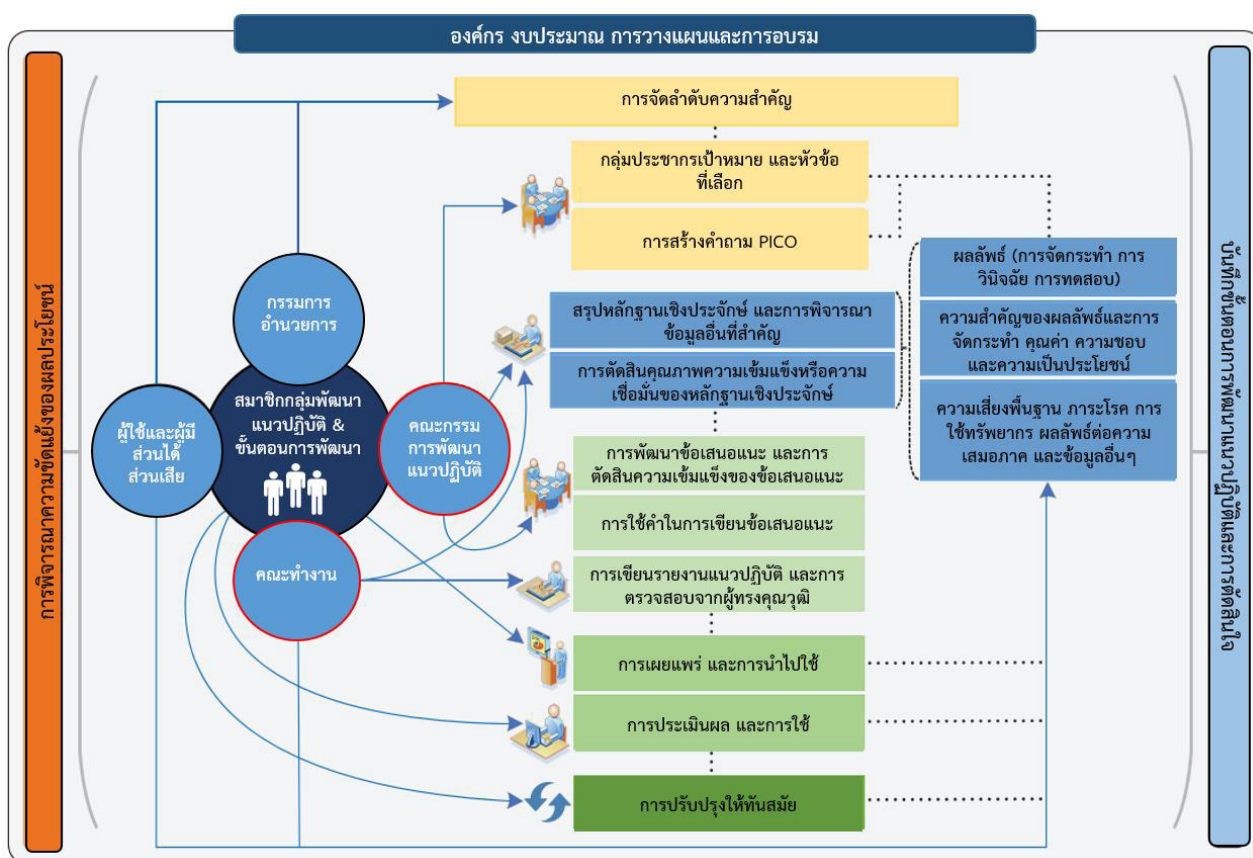 องค์กร งบประมาณ การวางแผนและการอบรม
การพิจารณาความขัดแย้งของผลประโยชน์
การจัดลำดับความสำคัญ
กลุ่มประชากรเป้าหมาย และหัวข้อ
ที่เลือก
การสร้างคำถาม PICO
กรรมการ
อำนวยการ
สมาชิกกลุ่มพัฒนา
แนวปฏิบัติ &
ขั้นตอนการพัฒนา
ผู้ใช้และผู้มี
ส่วนได้
ส่วนเสีย
คณะกรรม
การพัฒนา
แนวปฏิบัติ
คณะทำงาน
สรุปหลักฐานเชิงประจักษ์ และการพิจารณา
ข้อมูลอื่นที่สำคัญ
การตัดสินคุณภาพความเข้มแข็งหรือความ
เชื่อมั่นของหลักฐานเชิงประจักษ์
การพัฒนาข้อเสนอแนะ และการ
ตัดสินความเข้มแข็งของข้อเสนอแนะ
การใช้คำในการเขียนข้อเสนอแนะ
การเขียนรายงานแนวปฏิบัติ และการ
ตรวจสอบจากผู้ทรงคุณวุฒิ
การเผยแพร่ และการนำไปใช้
การประเมินผล และการใช้
การปรับปรุงให้ทันสมัย
ผลลัพธ์ (การจัดกระทำ การ
วินิจฉัย การทดสอบ)
ความสำคัญของผลลัพธ์และการ
จัดกระทำ คุณค่า ความชอบ
และความเป็นประโยชน์
ความเสี่ยงพื้นฐาน ภาระโรค การ
ใช้ทรัพยากร ผลลัพธ์ต่อความ
เสมอภาค และข้อมูลอื่นๆ
บันทึกขั้นตอนการพัฒนาแนวปฏิบัติและการตัดสินใจ